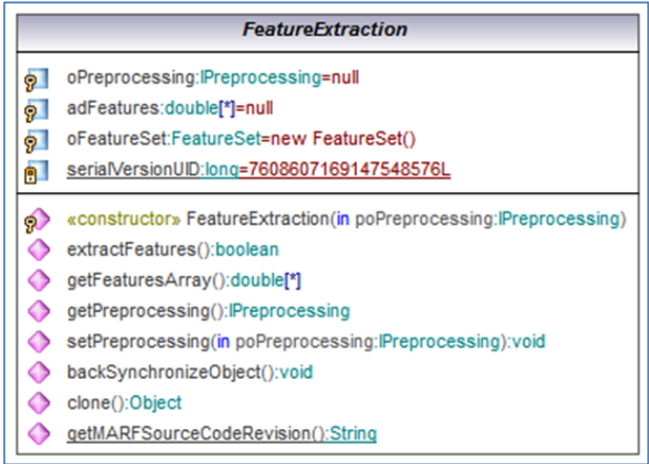 FeatureExtraction
oPreprocessing:IPreprocessing=null
adFeatures:double[*]=null
oFeatureSet:FeatureSet=new FeatureSet()
serialVersionUID:long=7608607169147548576L
«constructor» FeatureExtraction(in poPreprocessing:IPreprocessing)
extractFeatures():boolean
getFeaturesArray():double[*]
getPreprocessing():IPreprocessing
setPreprocessing(in poPreprocessing:IPreprocessing):void
backSynchronizeObject():void
clone():Object
getMARFSourceCodeRevision():String